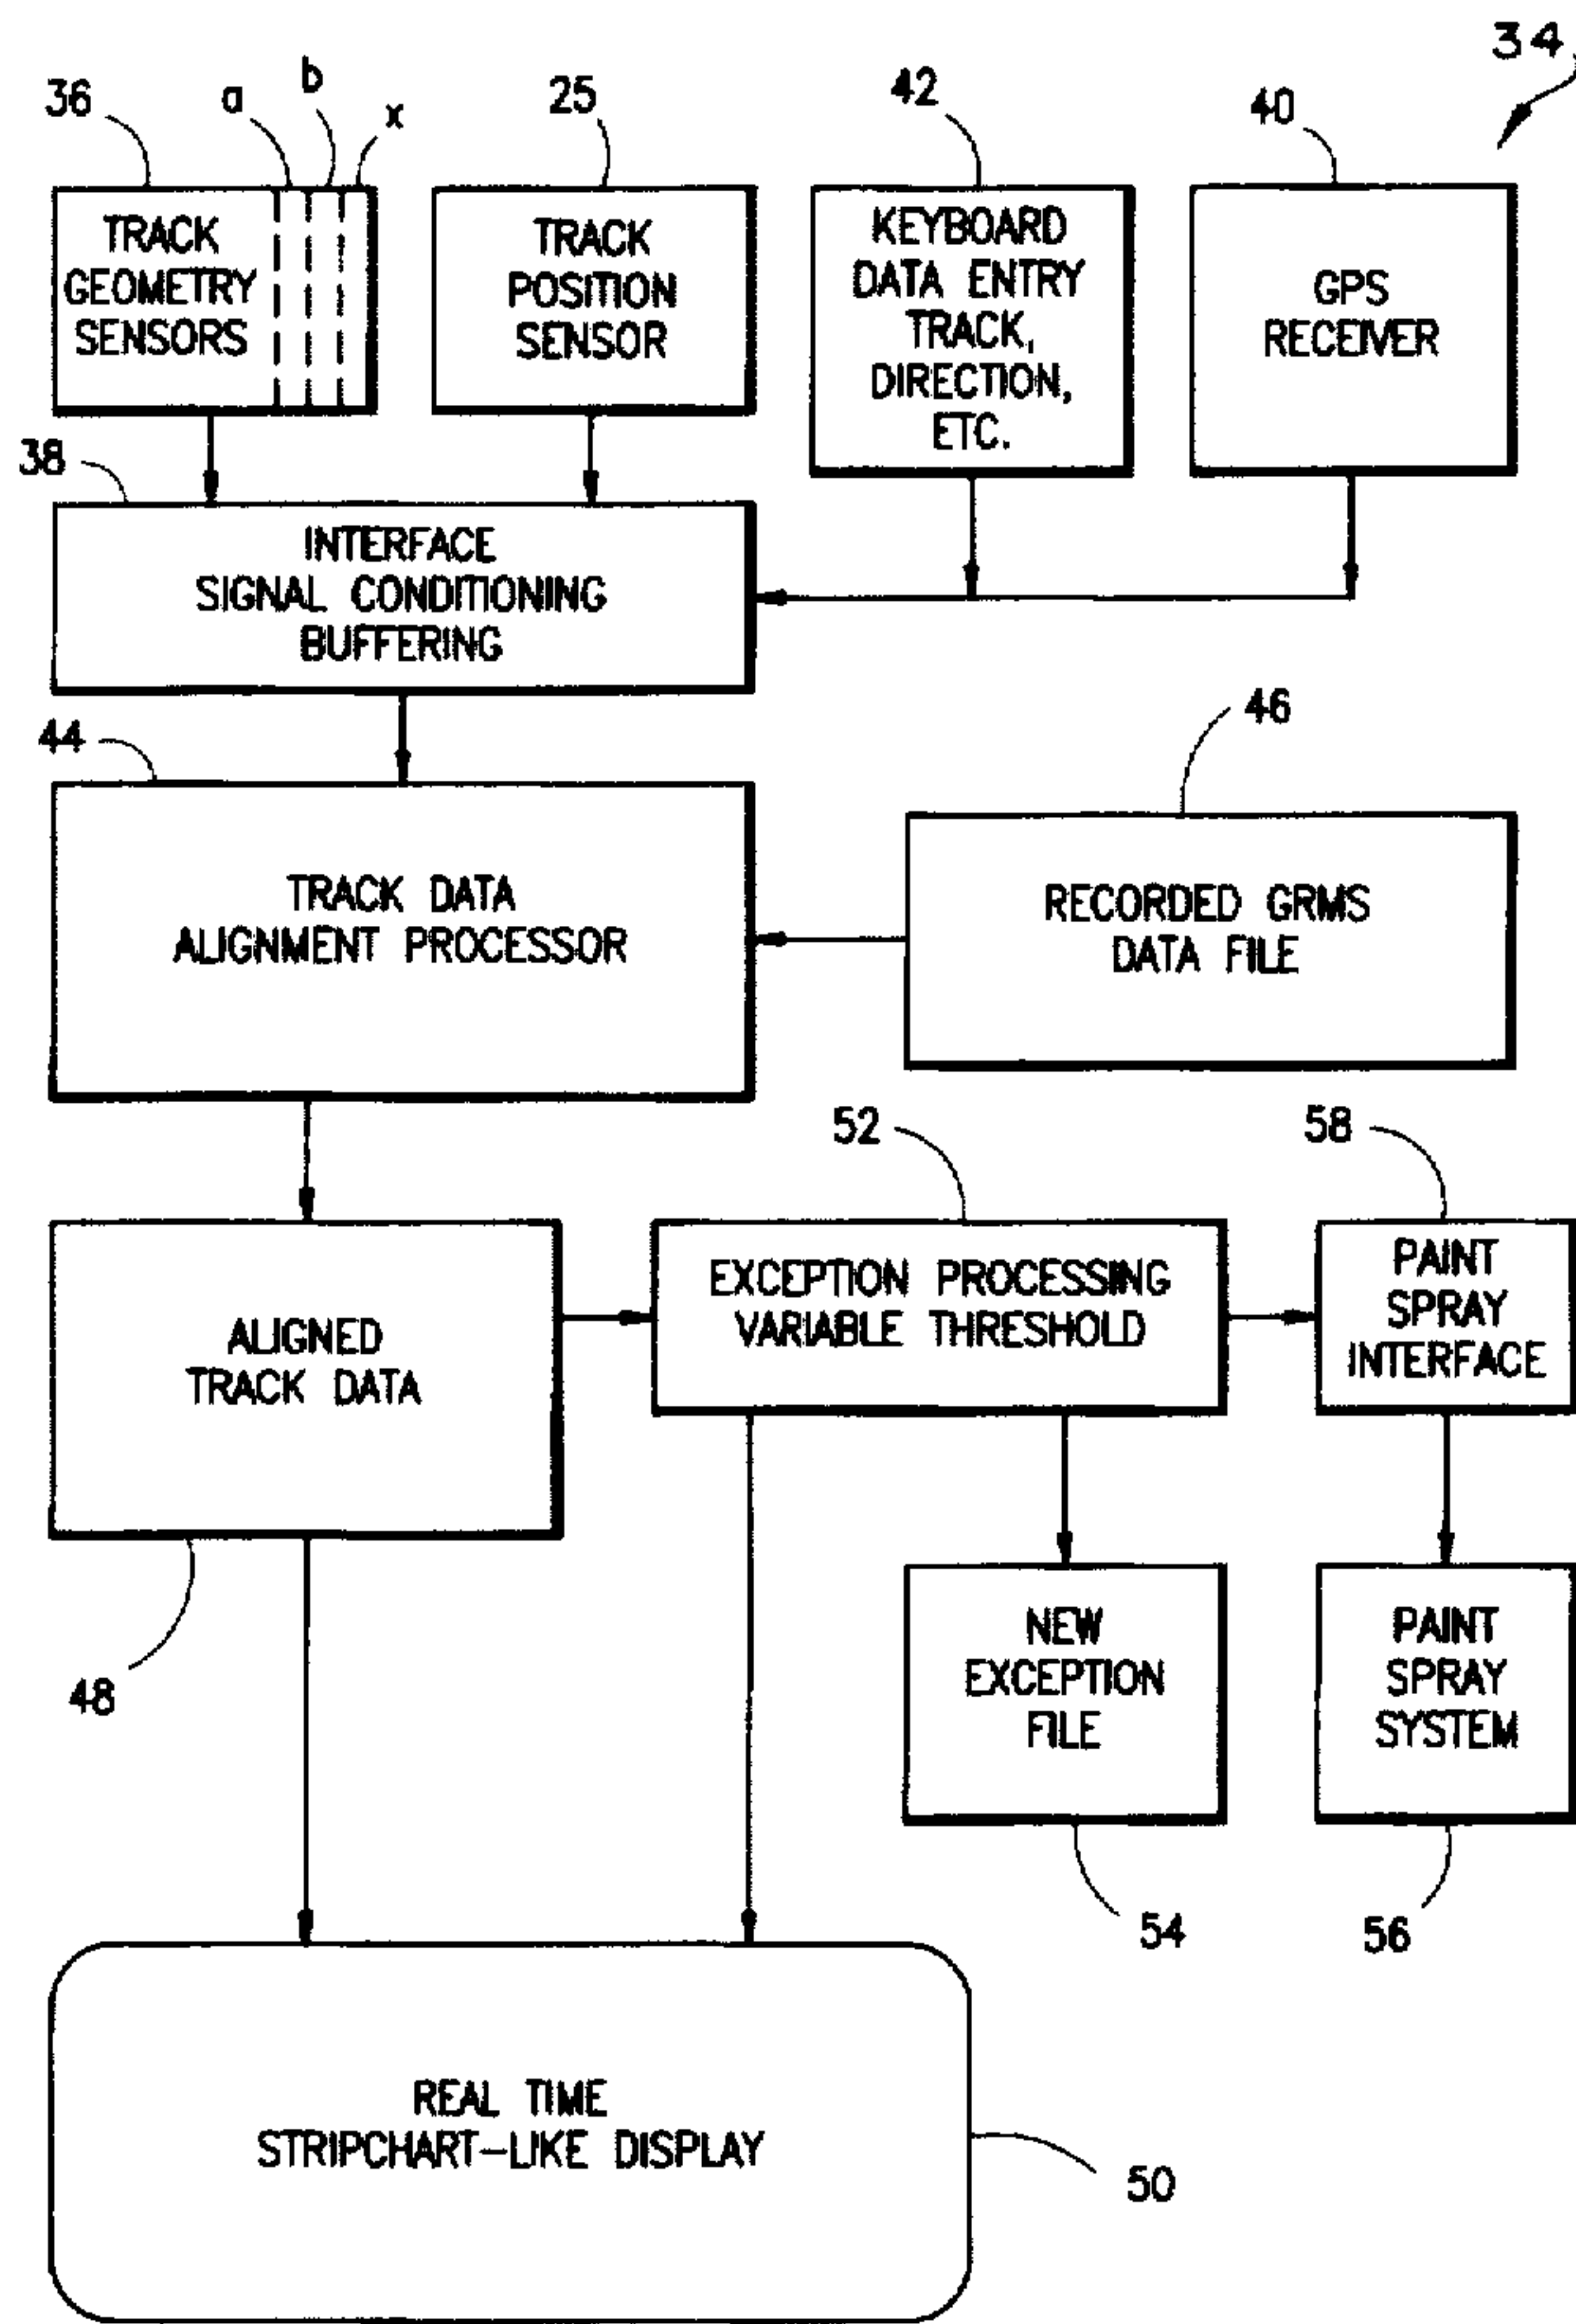 34
36
a
b
x
25
42
40
TRACK
GEOMETRY
SENSORS
TRACK
POSITION
SENSOR
KEYBOARD
DATA ENTRY
TRACK,
DIRECTION,
ETC.
GPS
RECEIVER
38
INTERFACE
SIGNAL CONDITIONING
BUFFERING
44
46
TRACK DATA
ALIGNMENT PROCESSOR
RECORDED GRMS
DATA FILE
52
58
ALIGNED
TRACK DATA
EXCEPTION PROCESSING
VARIABLE THRESHOLD
PAINT
SPRAY
INTERFACE
48
NEW
EXCEPTION
FILE
PAINT
SPRAY
SYSTEM
54
56
REAL TIME
STRIPCHART-LIKE DISPLAY
50